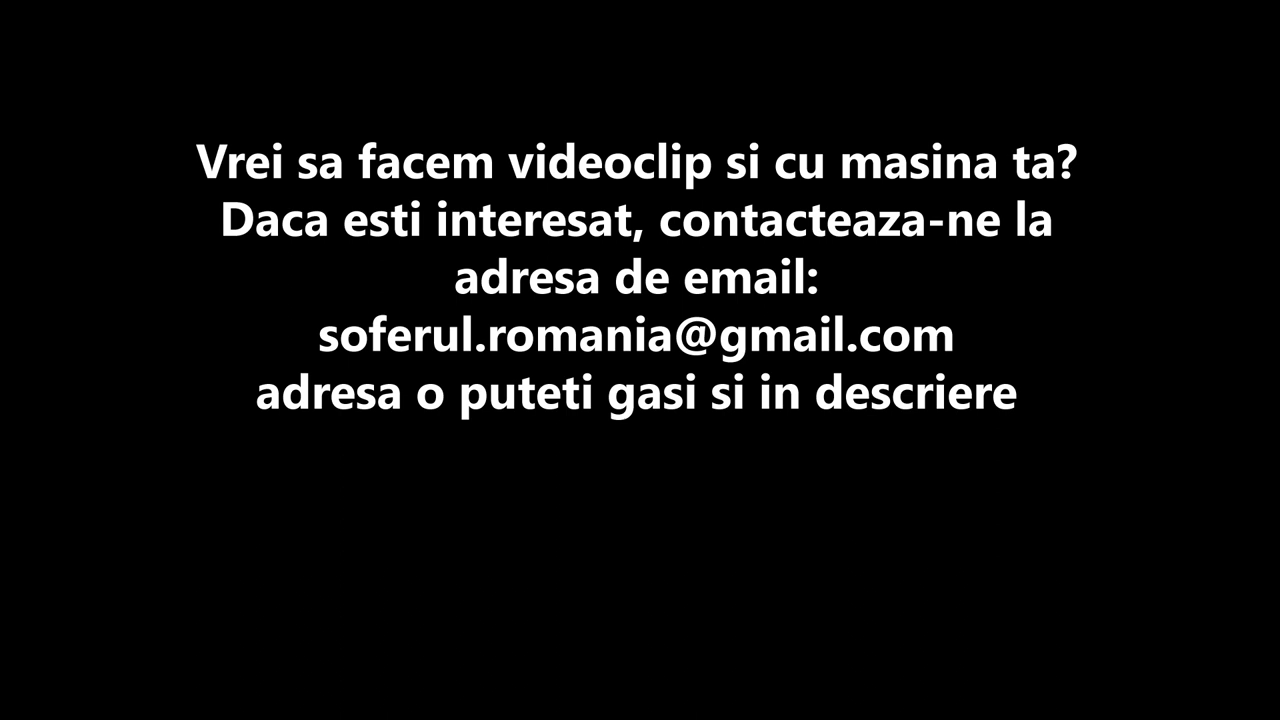 Vrei sa facem videoclip si cu masina ta?
Daca esti interesat, contacteaza-ne la
adresa de email:
soferul.romania@gmail.com
adresa o puteti gasi si in descriere